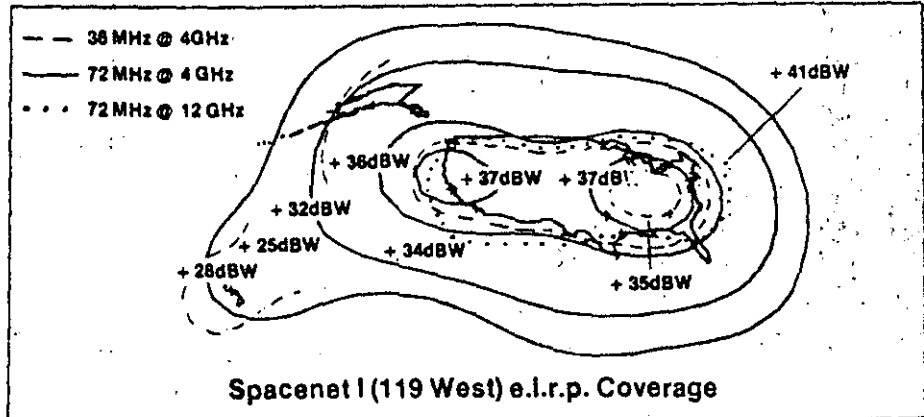 36 MHz @ 4GHz
72 MHz @ 4 GHz
72 MHz @ 12 GHz
+ 41dBW
+ 36dBW
+ 37dBW
+ 37dB
+ 32dBW
+ 25dBW
+ 34dBW
+ 28dBW
+ 35dBW
Spacenet I (119 West) e.i.r.p. Coverage